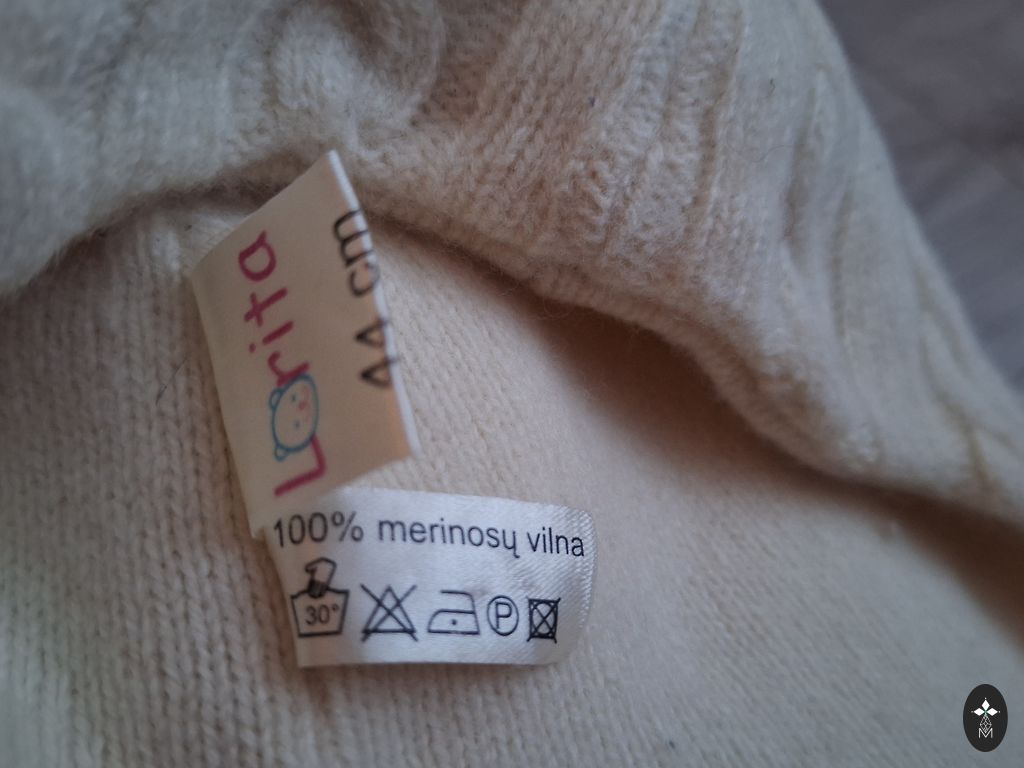 Lorita
44 cm
100% merinosų vilna
30°
P
M